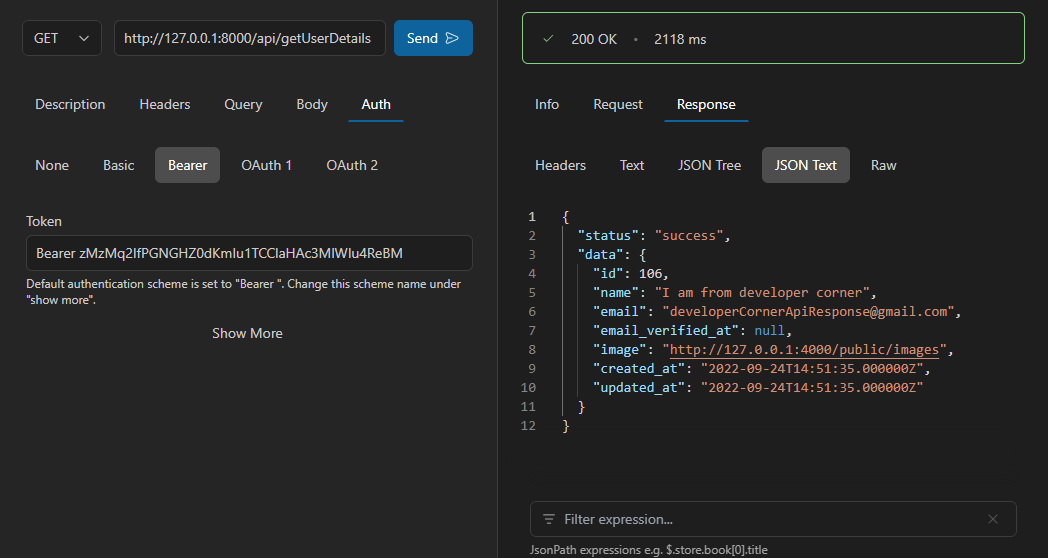 GET
http://127.0.0.1:8000/api/getUserDetails
Send
Description Headers Query Body Auth
None Basic Bearer OAuth 1 OAuth 2
Token
Bearer zMzMq2IfPGNGHZ0dKmIu1TCClaHAc3MIWlu4ReBM
Default authentication scheme is set to "Bearer ". Change this scheme name under
"show more".
Show More
200 OK • 2118 ms
Info Request Response
Headers Text JSON Tree JSON Text Raw
1 {
2 "status": "success",
3 "data": {
4 "id": 106,
5 "name": "I am from developer corner",
6 "email": "developerCornerApiResponse@gmail.com",
7 "email_verified_at": null,
8 "image": "http://127.0.0.1:4000/public/images",
9 "created_at": "2022-09-24T14:51:35.000000Z",
10 "updated_at": "2022-09-24T14:51:35.000000Z"
11 }
12 }
Filter expression...
JsonPath expressions e.g. $.store.book[0].title